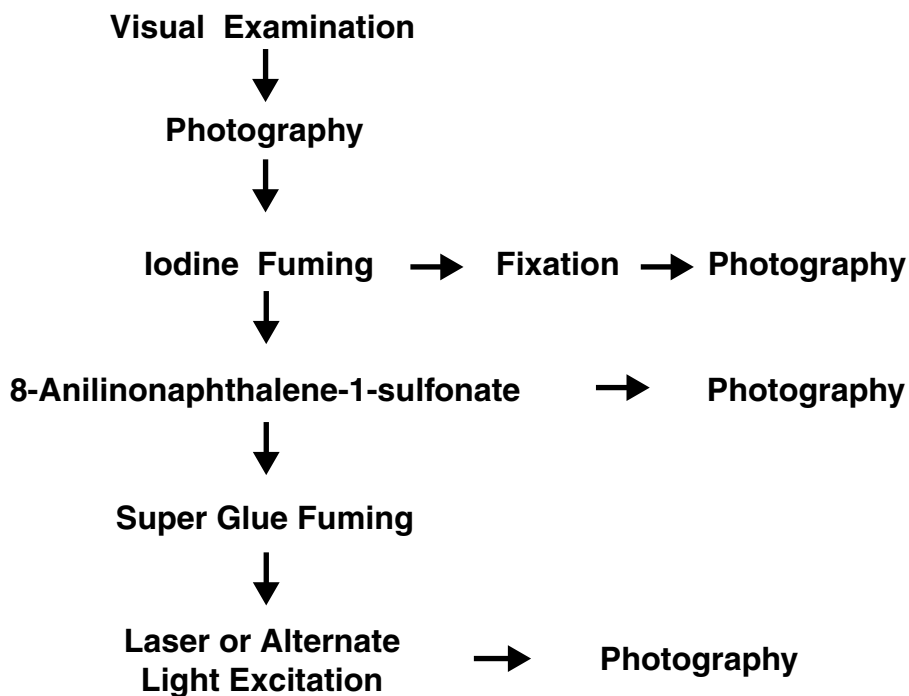 Visual Examination
Photography
Iodine Fuming
Fixation
Photography
8-Anilinonaphthalene-1-sulfonate
Photography
Super Glue Fuming
Laser or Alternate
Light Excitation
Photography